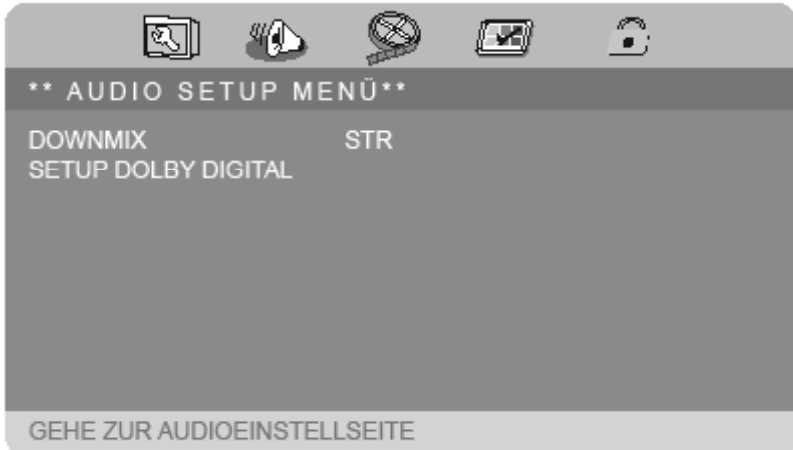 ** AUDIO SETUP MENÜ**
DOWNMIX STR
SETUP DOLBY DIGITAL
GEHE ZUR AUDIOEINSTELLSEITE